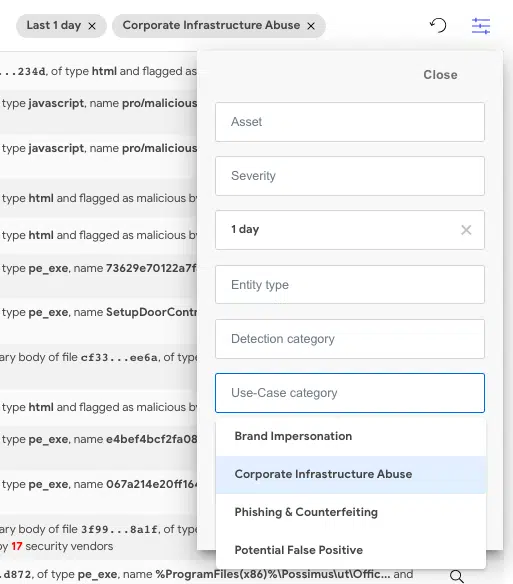 Last 1 day ×
Corporate Infrastructure Abuse ×
Close
...234d, of type html and flagged as
type javascript, name pro/malicious
type javascript, name pro/malicious
type html and flagged as malicious by
type html and flagged as malicious by
type pe_exe, name 73629e70122a7f
type pe_exe, name SetupDoorContr
ary body of file cf33...ee6a, of type
type html and flagged as malicious by
type pe_exe, name e4bef4bcf2fa08
type pe_exe, name 067a214e20ff164
ary body of file 3f99...8a1f, of type
by 17 security vendors
.d872, of type pe_exe, name %ProgramFiles(x86)%\Possimus\ut\Offic... and
Asset
Severity
1 day ×
Entity type
Detection category
Use-Case category
Brand Impersonation
Corporate Infrastructure Abuse
Phishing & Counterfeiting
Potential False Positive